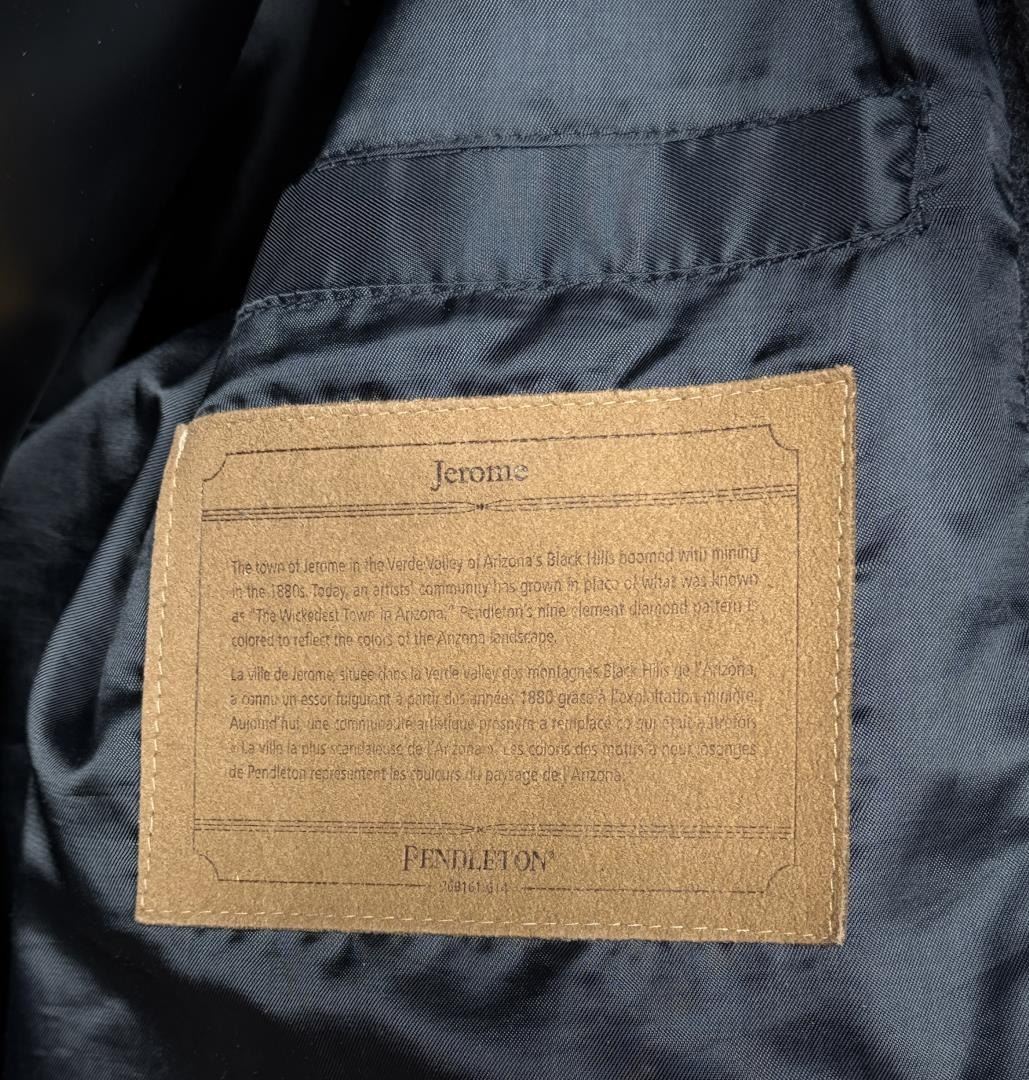 Jerome
The town of Jerome in the Verde Valley of Arizona's Black Hills boomed with mining
in the 1880s. Today, an artists' community has grown in place of what was known
as "The Wickedest Town in Arizona." Pendleton's nine element diamond pattern is
colored to reflect the colors of the Arizona landscape.
La ville de Jerome, située dans la Verde Valley des montagnes Black Hills de l'Arizona,
a connu un essor fulgurant à partir des années 1880 grâce à l'exploitation minière.
Aujourd'hui, une communauté artistique prospère a remplacé ce qui était autrefois
« La ville la plus scandaleuse de l'Arizona ». Les coloris des motifs à neuf losanges
de Pendleton représentent les couleurs du paysage de l'Arizona.
PENDLETON®